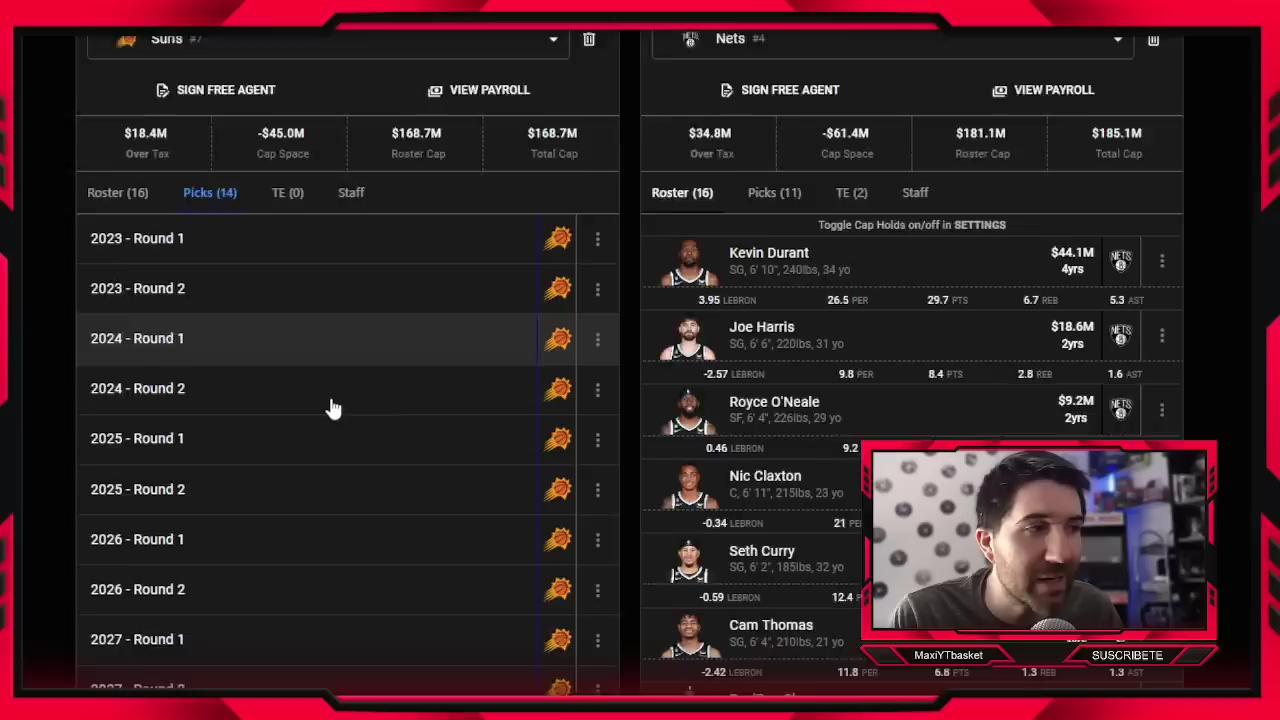 Suns #7
SIGN FREE AGENT
VIEW PAYROLL
$18.4M
-$45.0M
$168.7M
$168.7M
Over Tax
Cap Space
Roster Cap
Total Cap
Roster (16)
Picks (14)
TE (0)
Staff
2023 - Round 1
2023 - Round 2
2024 - Round 1
2024 - Round 2
2025 - Round 1
2025 - Round 2
2026 - Round 1
2026 - Round 2
2027 - Round 1
2027 - Round 2
Nets #4
SIGN FREE AGENT
VIEW PAYROLL
$34.8M
-$61.4M
$181.1M
$185.1M
Over Tax
Cap Space
Roster Cap
Total Cap
Roster (16)
Picks (11)
TE (2)
Staff
Toggle Cap Holds on/off in SETTINGS
Kevin Durant
$44.1M
SG, 6' 10", 240lbs, 34 yo
4yrs
NETS
3.95 LEBRON 26.5 PER 29.7 PTS 6.7 REB 5.3 AST
Joe Harris
$18.6M
SG, 6' 6", 220lbs, 31 yo
2yrs
NETS
-2.57 LEBRON 9.8 PER 8.4 PTS 2.8 REB 1.6 AST
Royce O'Neale
$9.2M
SF, 6' 4", 226lbs, 29 yo
2yrs
NETS
0.46 LEBRON 9.2
Nic Claxton
C, 6' 11", 215lbs, 23 yo
-0.34 LEBRON 21
Seth Curry
SG, 6' 2", 185lbs, 32 yo
-0.59 LEBRON 12.4
Cam Thomas
SG, 6' 4", 210lbs, 21 yo
-2.42 LEBRON 11.8 PER 6.8 PTS 1.3 REB 1.3 AST
MaxiYTbasket
SUSCRIBETE